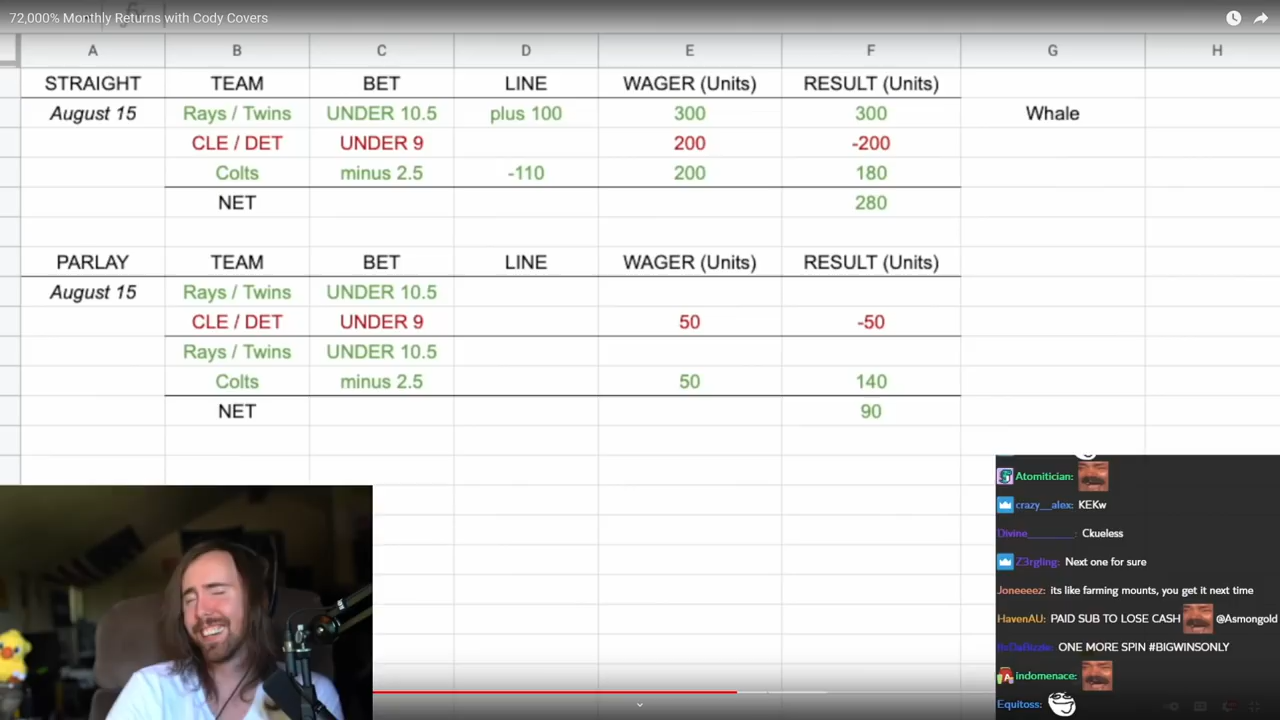 72,000% Monthly Returns with Cody Covers
A B C D E F G H
STRAIGHT TEAM BET LINE WAGER (Units) RESULT (Units)
August 15 Rays / Twins UNDER 10.5 plus 100 300 300 Whale
CLE / DET UNDER 9 200 -200
Colts minus 2.5 -110 200 180
NET 280
PARLAY TEAM BET LINE WAGER (Units) RESULT (Units)
August 15 Rays / Twins UNDER 10.5
CLE / DET UNDER 9 50 -50
Rays / Twins UNDER 10.5
Colts minus 2.5 50 140
NET 90
Atomitician:
crazy__alex: KEKw
Divine________: Ckueless
Z3rgling: Next one for sure
Joneeeez: its like farming mounts, you get it next time
HavenAU: PAID SUB TO LOSE CASH @Asmongold
ONE MORE SPIN #BIGWINSONLY
indomenace:
Equitoss: